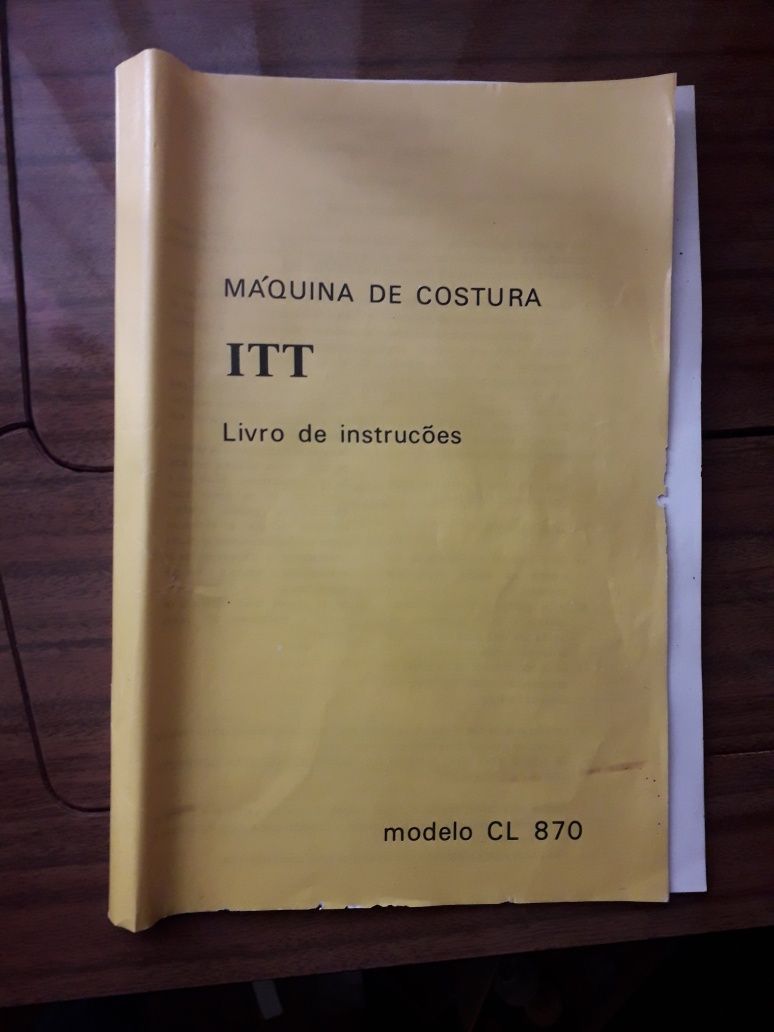 MÁQUINA DE COSTURA
ITT
Livro de instrucões
modelo CL 870